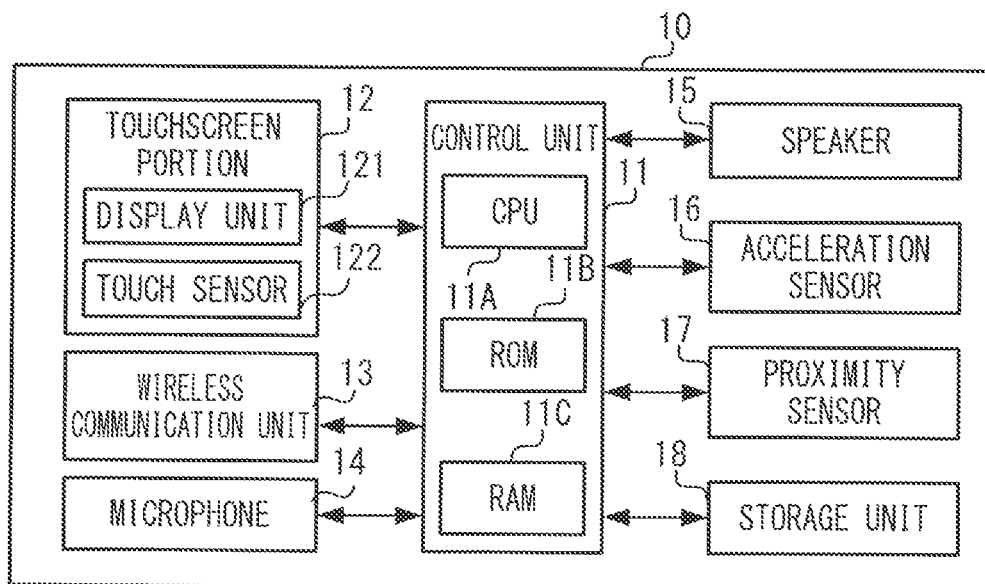 10
12
TOUCHSCREEN
PORTION
121
DISPLAY UNIT
122
TOUCH SENSOR
13
WIRELESS
COMMUNICATION UNIT
14
MICROPHONE
CONTROL UNIT
11
CPU
11A
11B
ROM
11C
RAM
15
SPEAKER
16
ACCELERATION
SENSOR
17
PROXIMITY
SENSOR
18
STORAGE UNIT